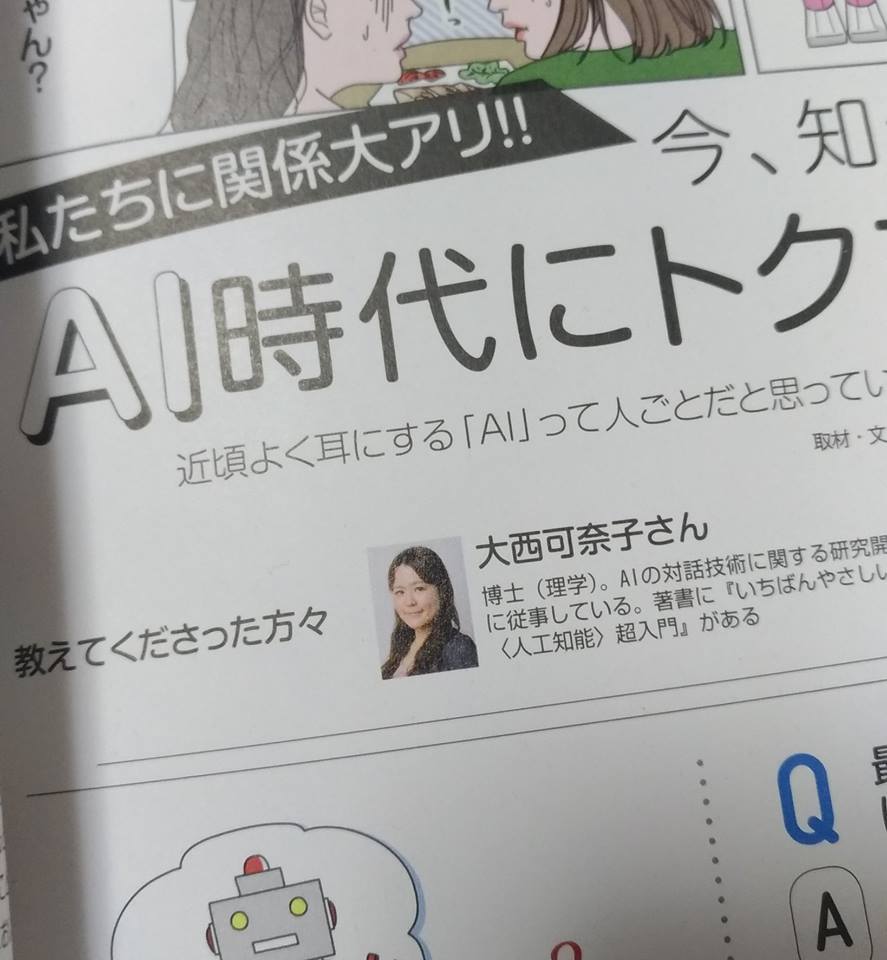 ゃん?
私たちに関係大アリ!!
今、知
AI時代にトク
近頃よく耳にする「AI」って人ごとだと思ってい
取材・文
教えてくださった方々
大西可奈子さん
博士(理学)。AIの対話技術に関する研究開
に従事している。著書に『いちばんやさしい
〈人工知能〉超入門』がある
Q
A